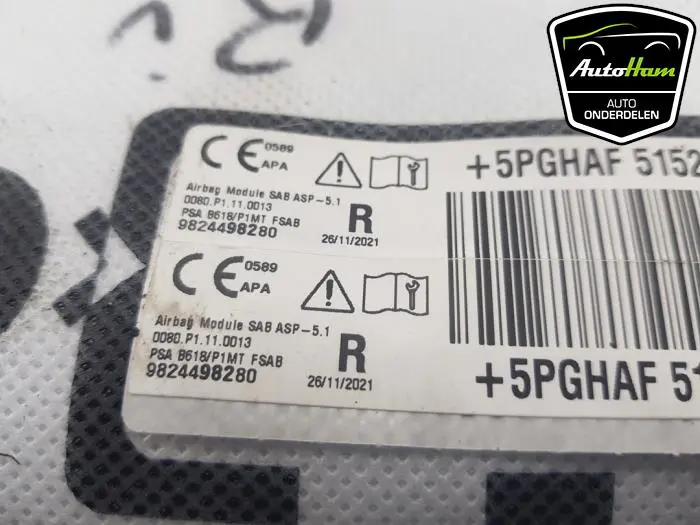 Ri
AutoHam
AUTO
ONDERDELEN
CE 0589
APA
Airbag Module SAB ASP-5.1
0080.P1.11.0013
PSA B618/P1MT FSAB
9824498280
R
26/11/2021
+5PGHAF 5152
CE 0589
APA
Airbag Module SAB ASP-5.1
0080.P1.11.0013
PSA B618/P1MT FSAB
9824498280
R
26/11/2021
+5PGHAF 51